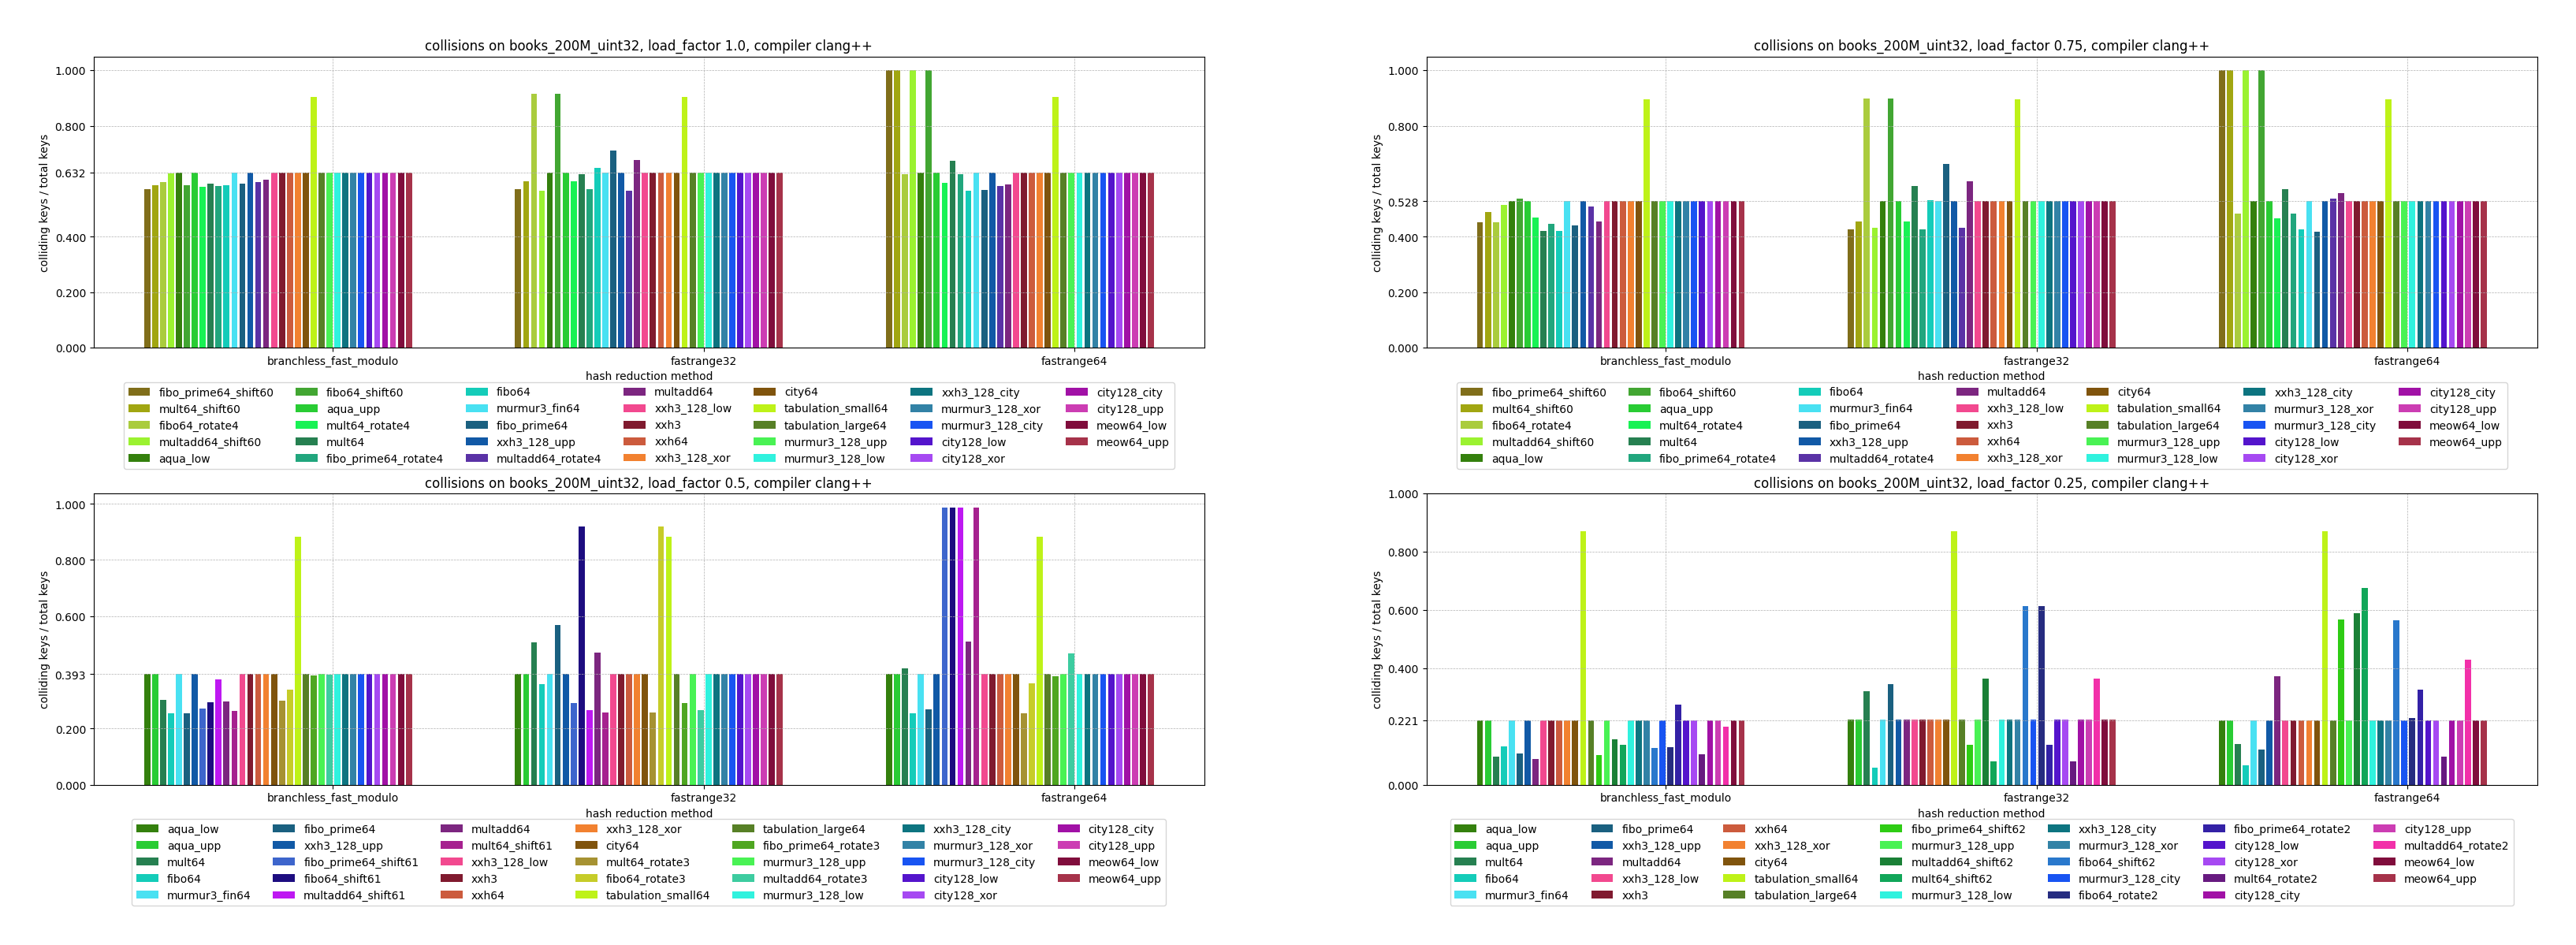 collisions on books_200M_uint32, load_factor 1.0, compiler clang++
colliding keys / total keys
1.000
0.800
0.632
0.400
0.200
0.000
branchless_fast_modulo fastrange32 fastrange64
hash reduction method
fibo_prime64_shift60 fibo64_shift60 fibo64 multadd64 city64 xxh3_128_city city128_city
mult64_shift60 aqua_upp murmur3_fin64 xxh3_128_low tabulation_small64 murmur3_128_xor city128_upp
fibo64_rotate4 mult64_rotate4 fibo_prime64 xxh3 tabulation_large64 murmur3_128_city meow64_low
multadd64_shift60 mult64 xxh3_128_upp xxh64 murmur3_128_upp city128_low meow64_upp
aqua_low fibo_prime64_rotate4 multadd64_rotate4 xxh3_128_xor murmur3_128_low city128_xor
collisions on books_200M_uint32, load_factor 0.75, compiler clang++
colliding keys / total keys
1.000
0.800
0.528
0.400
0.200
0.000
branchless_fast_modulo fastrange32 fastrange64
hash reduction method
fibo_prime64_shift60 fibo64_shift60 fibo64 multadd64 city64 xxh3_128_city city128_city
mult64_shift60 aqua_upp murmur3_fin64 xxh3_128_low tabulation_small64 murmur3_128_xor city128_upp
fibo64_rotate4 mult64_rotate4 fibo_prime64 xxh3 tabulation_large64 murmur3_128_city meow64_low
multadd64_shift60 mult64 xxh3_128_upp xxh64 murmur3_128_upp city128_low meow64_upp
aqua_low fibo_prime64_rotate4 multadd64_rotate4 xxh3_128_xor murmur3_128_low city128_xor
collisions on books_200M_uint32, load_factor 0.5, compiler clang++
colliding keys / total keys
1.000
0.800
0.600
0.393
0.200
0.000
branchless_fast_modulo fastrange32 fastrange64
hash reduction method
aqua_low fibo_prime64 multadd64 xxh3_128_xor tabulation_large64 xxh3_128_city city128_city
aqua_upp xxh3_128_upp mult64_shift61 city64 fibo_prime64_rotate3 murmur3_128_xor city128_upp
mult64 fibo_prime64_shift61 xxh3_128_low mult64_rotate3 murmur3_128_upp murmur3_128_city meow64_low
fibo64 fibo64_shift61 xxh3 fibo64_rotate3 multadd64_rotate3 city128_low meow64_upp
murmur3_fin64 multadd64_shift61 xxh64 tabulation_small64 murmur3_128_low city128_xor
collisions on books_200M_uint32, load_factor 0.25, compiler clang++
colliding keys / total keys
1.000
0.800
0.600
0.400
0.221
0.000
branchless_fast_modulo fastrange32 fastrange64
hash reduction method
aqua_low fibo_prime64 xxh64 fibo_prime64_shift62 xxh3_128_city fibo_prime64_rotate2 city128_upp
aqua_upp xxh3_128_upp xxh3_128_xor murmur3_128_upp murmur3_128_xor city128_low multadd64_rotate2
mult64 multadd64 city64 multadd64_shift62 fibo64_shift62 city128_xor meow64_low
fibo64 xxh3_128_low tabulation_small64 mult64_shift62 murmur3_128_city mult64_rotate2 meow64_upp
murmur3_fin64 xxh3 tabulation_large64 murmur3_128_low fibo64_rotate2 city128_city